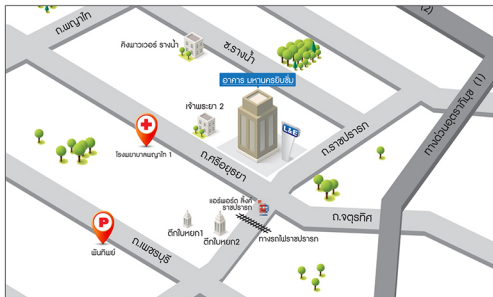 ถ.พญาไท
(2)
คิงพาวเวอร์ รางน้ำ
ซ.รางน้ำ
อาคาร มหานครยิบซั่ม
เจ้าพระยา 2
L&E
ถ.ราชปรารภ
ทางด่วนอุตราภิมุข (1)
โรงพยาบาลพญาไท 1
ถ.ศรีอยุธยา
แอร์พอร์ต ลิ้งค์
ราชปรารภ
ถ.จตุรทิศ
P
ตึกใบหยก1
ตึกใบหยก2
ทางรถไฟราชปรารภ
พันทิพย์
ถ.เพชรบุรี